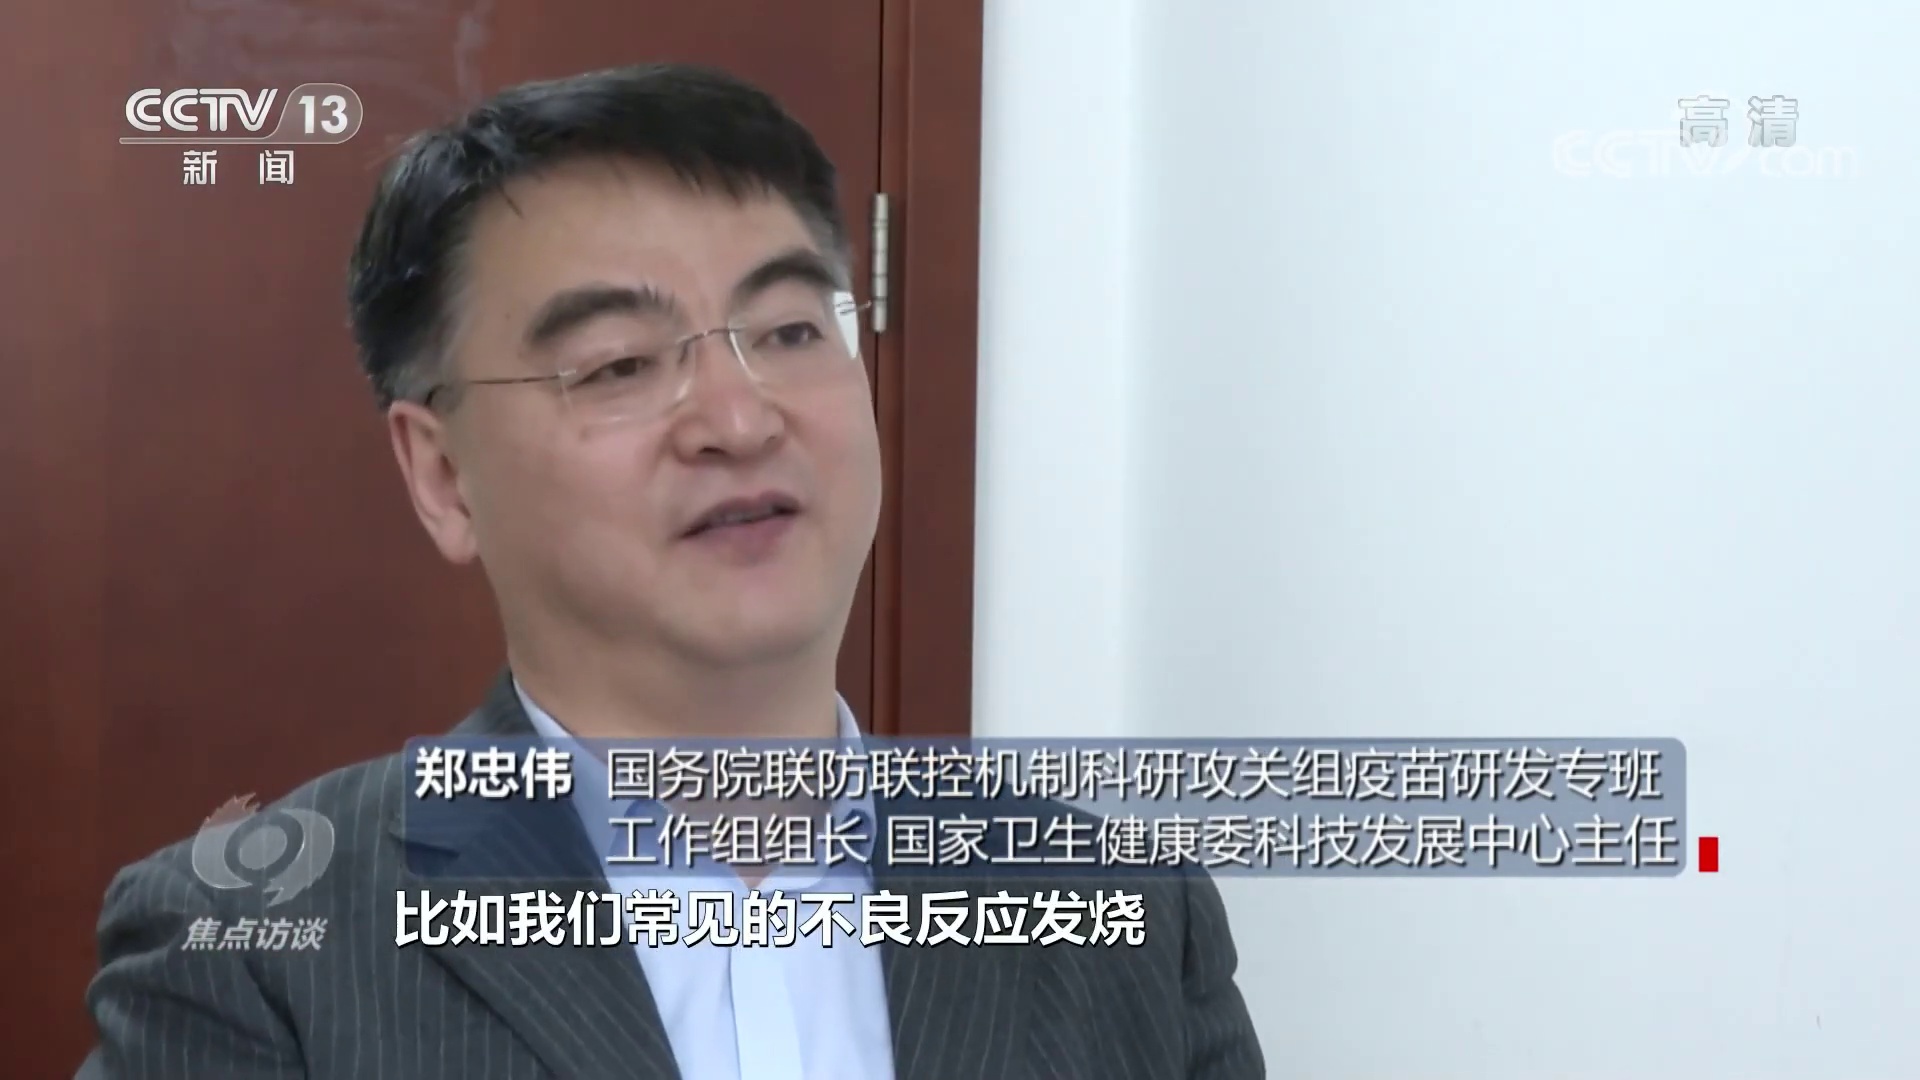 CCTV 13
新闻
高清
CCTV.com
郑忠伟 国务院联防联控机制科研攻关组疫苗研发专班
工作组组长 国家卫生健康委科技发展中心主任
焦点访谈
比如我们常见的不良反应发烧